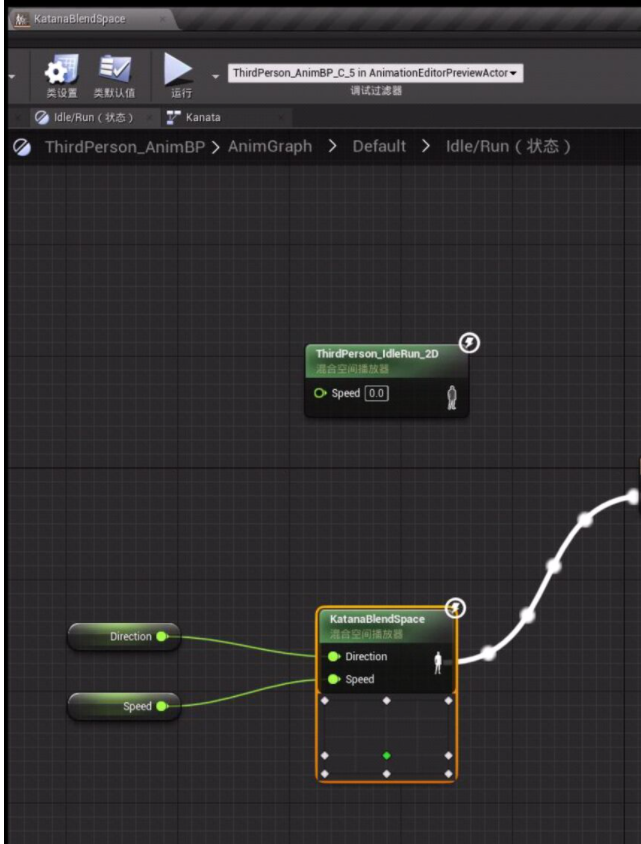 KatanaBlendSpace
类设置 类默认值 运行
ThirdPerson_AnimBP_C_5 in AnimationEditorPreviewActor
调试过滤器
Idle/Run（状态） Kanata
ThirdPerson_AnimBP > AnimGraph > Default > Idle/Run（状态）
ThirdPerson_IdleRun_2D
混合空间播放器
Speed 0.0
KatanaBlendSpace
混合空间播放器
Direction
Direction
Speed
Speed